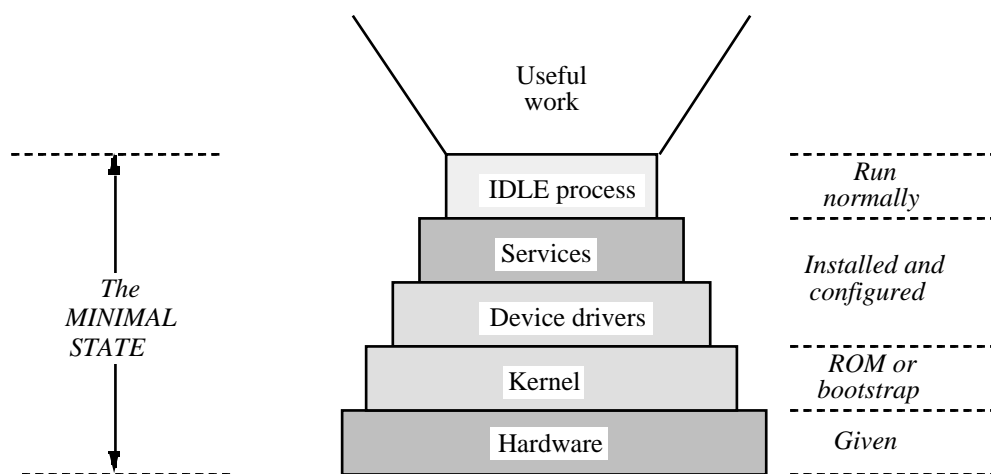 Useful
work
IDLE process
Run
normally
Services
Installed and
configured
The
MINIMAL
STATE
Device drivers
Kernel
ROM or
bootstrap
Hardware
Given